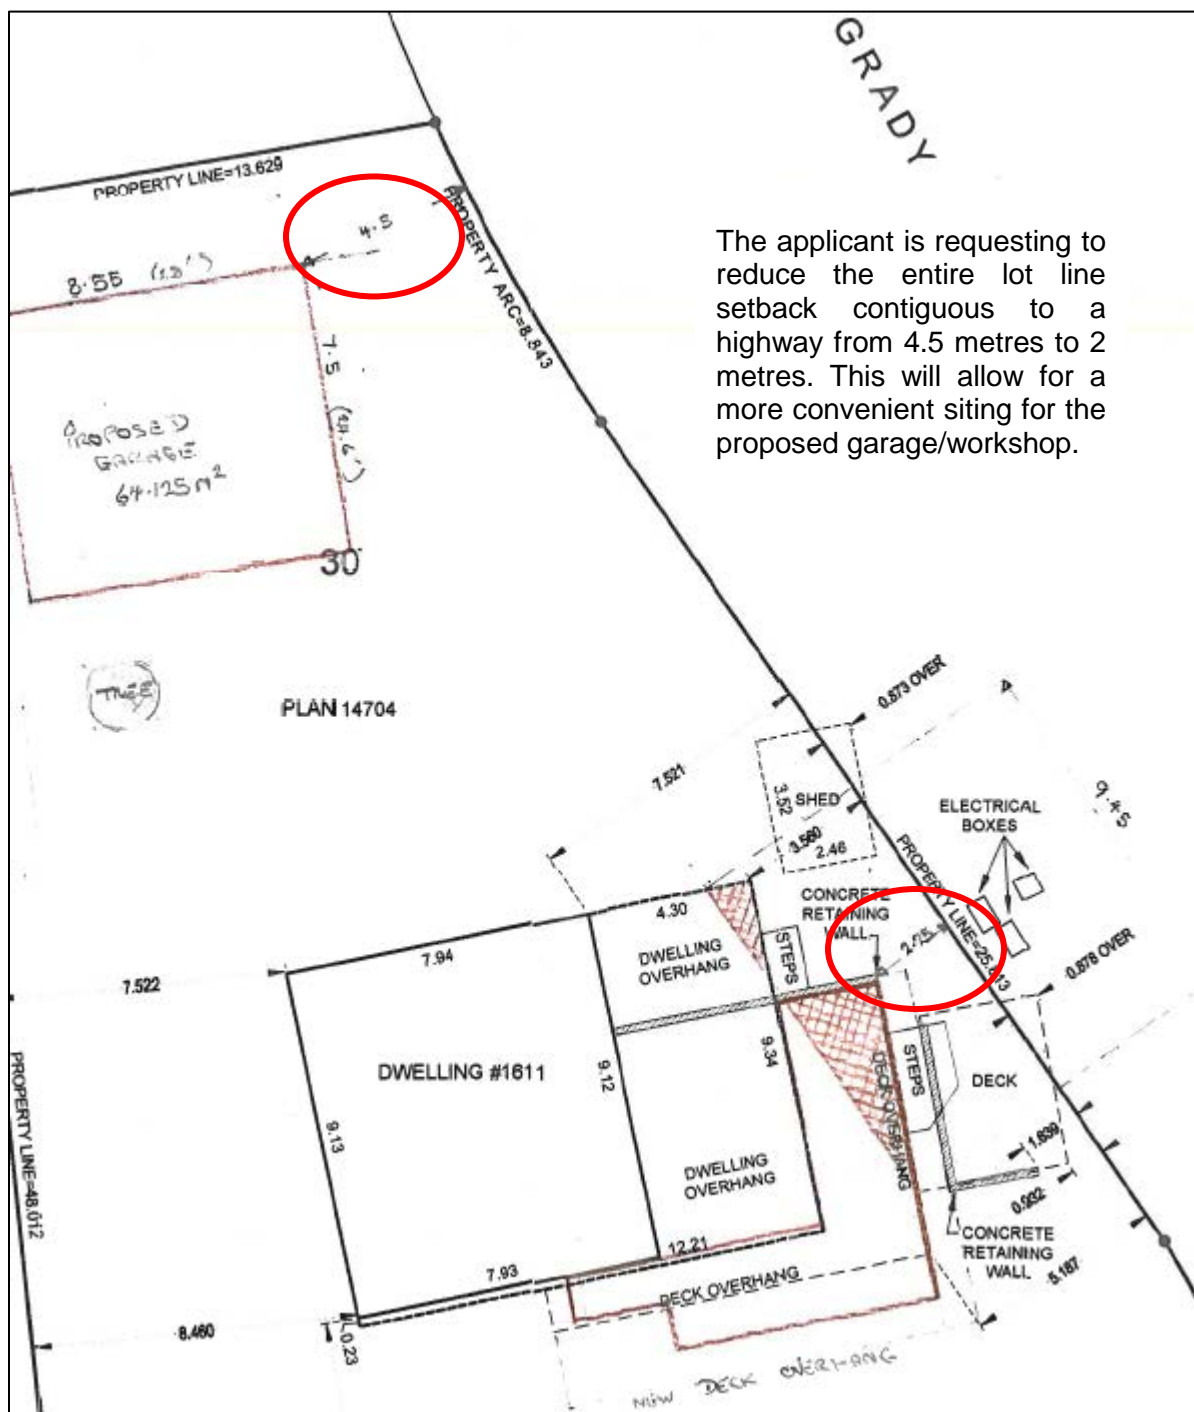 GRADY
PROPERTY LINE=13.629
4.5
8.55 (28')
PROPERTY ARC=8.843
The applicant is requesting to
reduce the entire lot line
setback contiguous to a
highway from 4.5 metres to 2
metres. This will allow for a
more convenient siting for the
proposed garage/workshop.
7.5 (24.6')
PROPOSED
GARAGE
64.125 M²
30
TREE
PLAN 14704
0.873 OVER
7.521
SHED
3.52
2.46
3.560
9.45
ELECTRICAL
BOXES
PROPERTY LINE=25.
CONCRETE
RETAINING
WALL
2.75
0.878 OVER
4.30
DWELLING
OVERHANG
STEPS
7.94
7.522
DWELLING #1611
9.12
9.34
DECK OVERHANG
STEPS
DECK
PROPERTY LINE=48.012
9.13
DWELLING
OVERHANG
1.639
0.932
CONCRETE
RETAINING
WALL
5.187
12.21
7.93
DECK OVERHANG
8.460
0.23
NEW DECK OVERHANG